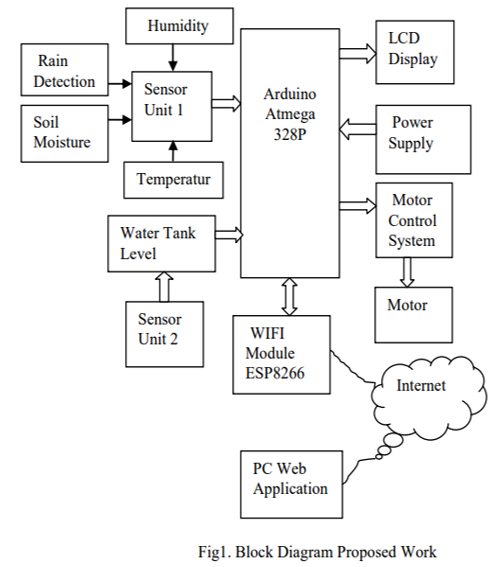 Humidity
Rain
Detection
Sensor
Unit 1
Soil
Moisture
Temperatur
Arduino
Atmega
328P
LCD
Display
Power
Supply
Motor
Control
System
Motor
Water Tank
Level
Sensor
Unit 2
WIFI
Module
ESP8266
Internet
PC Web
Application
Fig1. Block Diagram Proposed Work